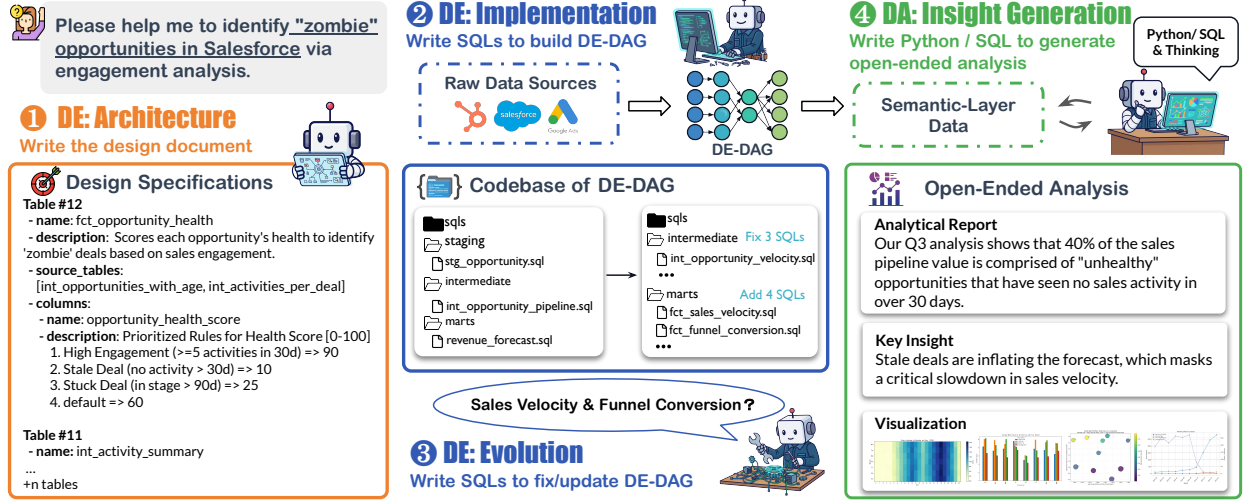 Please help me to identify "zombie"
opportunities in Salesforce via
engagement analysis.
1 DE: Architecture
Write the design document
Design Specifications
Table #12
- name: fct_opportunity_health
- description: Scores each opportunity's health to identify
'zombie' deals based on sales engagement.
- source_tables:
[int_opportunities_with_age, int_activities_per_deal]
- columns:
- name: opportunity_health_score
- description: Prioritized Rules for Health Score [0-100]
1. High Engagement (>=5 activities in 30d) => 90
2. Stale Deal (no activity > 30d) => 10
3. Stuck Deal (in stage > 90d) => 25
4. default => 60
Table #11
- name: int_activity_summary
...
+n tables
2 DE: Implementation
Write SQLs to build DE-DAG
Raw Data Sources
salesforce
Google Ads
DE-DAG
Codebase of DE-DAG
sqls
staging
stg_opportunity.sql
intermediate
int_opportunity_pipeline.sql
marts
revenue_forecast.sql
sqls
intermediate Fix 3 SQLs
int_opportunity_velocity.sql
•••
marts Add 4 SQLs
fct_sales_velocity.sql
fct_funnel_conversion.sql
•••
Sales Velocity & Funnel Conversion?
3 DE: Evolution
Write SQLs to fix/update DE-DAG
4 DA: Insight Generation
Write Python / SQL to generate
open-ended analysis
Python/ SQL
& Thinking
Semantic-Layer
Data
Open-Ended Analysis
Analytical Report
Our Q3 analysis shows that 40% of the sales
pipeline value is comprised of "unhealthy"
opportunities that have seen no sales activity in
over 30 days.
Key Insight
Stale deals are inflating the forecast, which masks
a critical slowdown in sales velocity.
Visualization